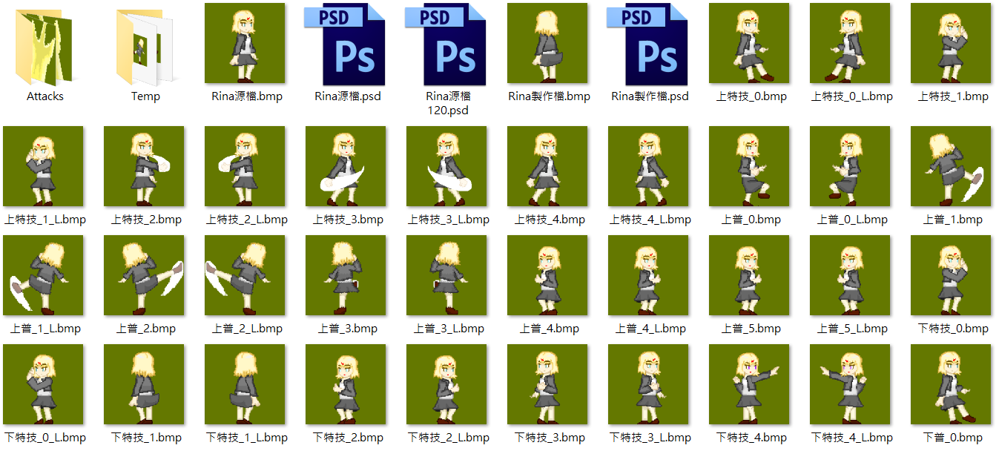 PSD
Ps
PSD
Ps
PSD
Ps
Attacks
Temp
Rina源檔.bmp
Rina源檔.psd
Rina源檔
120.psd
Rina製作檔.bmp
Rina製作檔.psd
上特技_0.bmp
上特技_0_L.bmp
上特技_1.bmp
上特技_1_L.bmp
上特技_2.bmp
上特技_2_L.bmp
上特技_3.bmp
上特技_3_L.bmp
上特技_4.bmp
上特技_4_L.bmp
上普_0.bmp
上普_0_L.bmp
上普_1.bmp
上普_1_L.bmp
上普_2.bmp
上普_2_L.bmp
上普_3.bmp
上普_3_L.bmp
上普_4.bmp
上普_4_L.bmp
上普_5.bmp
上普_5_L.bmp
下特技_0.bmp
下特技_0_L.bmp
下特技_1.bmp
下特技_1_L.bmp
下特技_2.bmp
下特技_2_L.bmp
下特技_3.bmp
下特技_3_L.bmp
下特技_4.bmp
下特技_4_L.bmp
下普_0.bmp